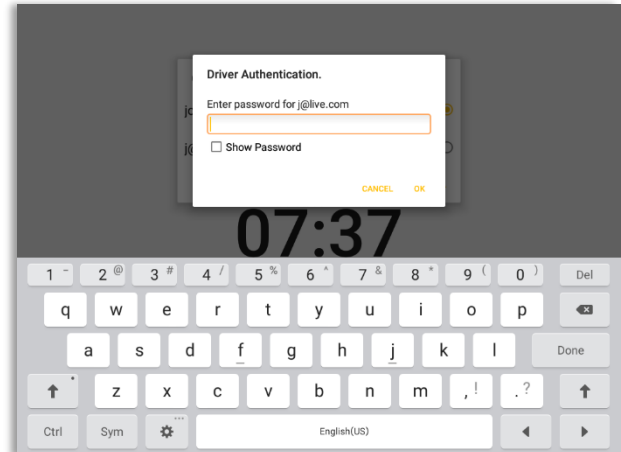 Driver Authentication.
Enter password for j@live.com
Show Password
CANCEL OK
07:37
1 - 2 @ 3 # 4 / 5 % 6 ^ 7 & 8 * 9 ( 0 ) Del
q w e r t y u i o p
a s d f g h j k l Done
z x c v b n m , ! . ?
Ctrl Sym English(US)